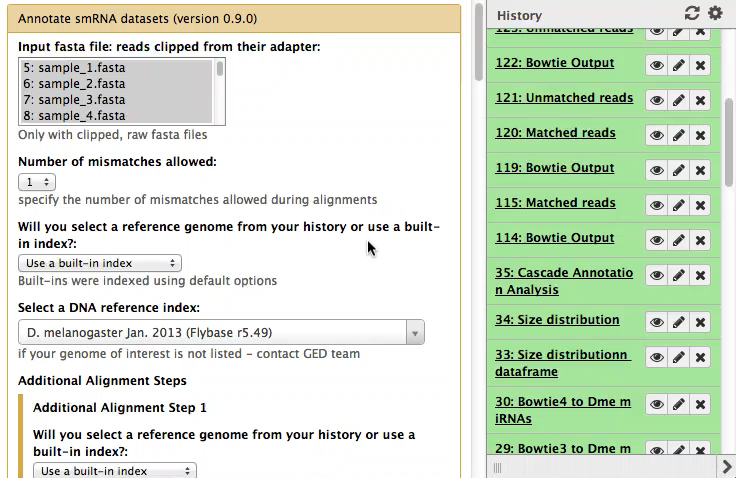 Annotate smRNA datasets (version 0.9.0)
Input fasta file: reads clipped from their adapter:
5: sample_1.fasta
6: sample_2.fasta
7: sample_3.fasta
8: sample_4.fasta
Only with clipped, raw fasta files
Number of mismatches allowed:
1
specify the number of mismatches allowed during alignments
Will you select a reference genome from your history or use a built-
in index?:
Use a built-in index
Built-ins were indexed using default options
Select a DNA reference index:
D. melanogaster Jan. 2013 (Flybase r5.49)
if your genome of interest is not listed - contact GED team
Additional Alignment Steps
Additional Alignment Step 1
Will you select a reference genome from your history or use a
built-in index?:
Use a built-in index
History
123: Unmatched reads
122: Bowtie Output
121: Unmatched reads
120: Matched reads
119: Bowtie Output
115: Matched reads
114: Bowtie Output
35: Cascade Annotatio
n Analysis
34: Size distribution
33: Size distributionn
dataframe
30: Bowtie4 to Dme m
iRNAs
29: Bowtie3 to Dme m